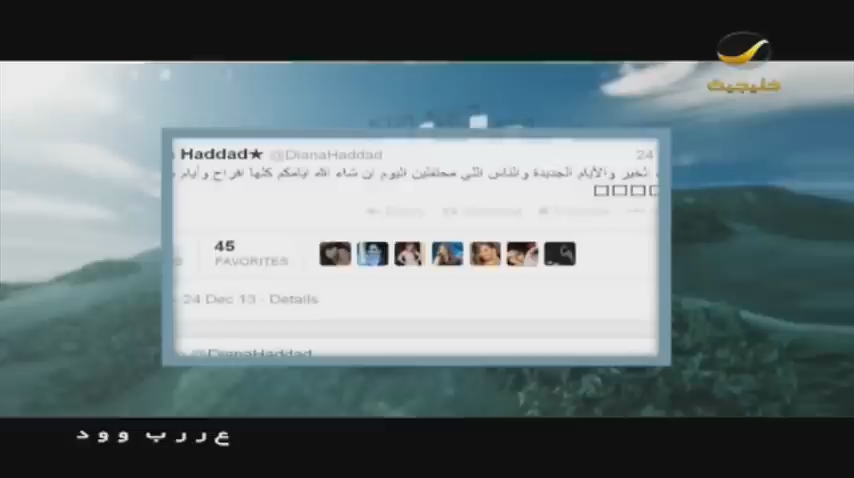 خليجية
Haddad★ @DianaHaddad 24
الخير والأيام الجديدة والناس اللي محتفلين اليوم ان شاء الله ايامكم كلها افراح وأيام
45
FAVORITES
24 Dec 13 · Details
@DianaHaddad
عررب وود